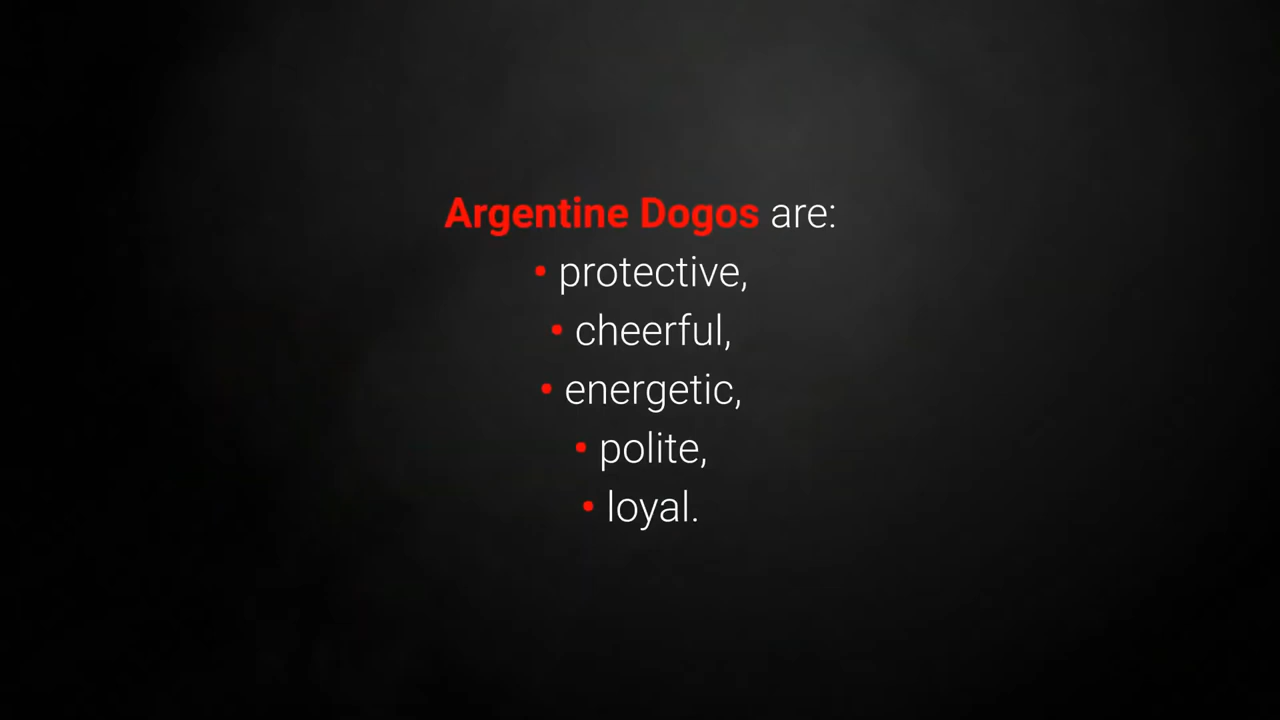 Argentine Dogos are:
• protective,
• cheerful,
• energetic,
• polite,
• loyal.